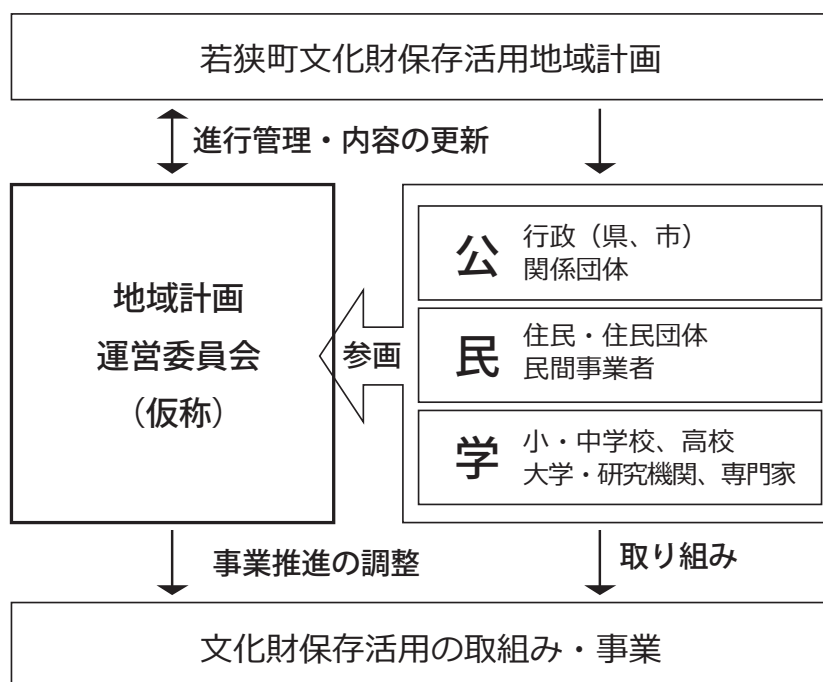 若狭町文化財保存活用地域計画
進行管理・内容の更新
地域計画
運営委員会
（仮称）
参画
公
行政（県、市）
関係団体
民
住民・住民団体
民間事業者
学
小・中学校、高校
大学・研究機関、専門家
事業推進の調整
取り組み
文化財保存活用の取組み・事業